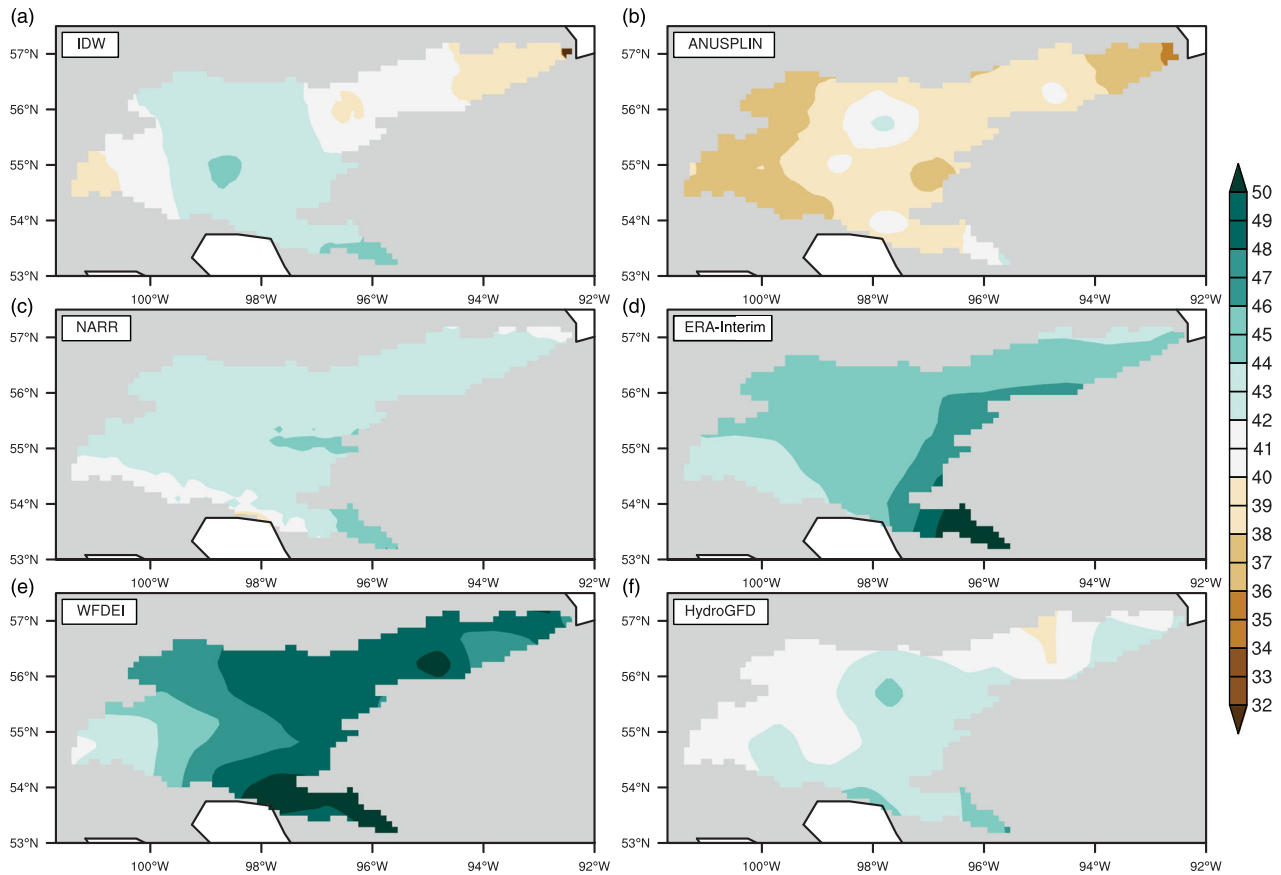 (a)
IDW
57°N
56°N
55°N
54°N
53°N
100°W 98°W 96°W 94°W 92°W
(b)
ANUSPLIN
57°N
56°N
55°N
54°N
53°N
100°W 98°W 96°W 94°W 92°W
(c)
NARR
57°N
56°N
55°N
54°N
53°N
100°W 98°W 96°W 94°W 92°W
(d)
ERA-Interim
57°N
56°N
55°N
54°N
53°N
100°W 98°W 96°W 94°W 92°W
(e)
WFDEI
57°N
56°N
55°N
54°N
53°N
100°W 98°W 96°W 94°W 92°W
(f)
HydroGFD
57°N
56°N
55°N
54°N
53°N
100°W 98°W 96°W 94°W 92°W
50
49
48
47
46
45
44
43
42
41
40
39
38
37
36
35
34
33
32